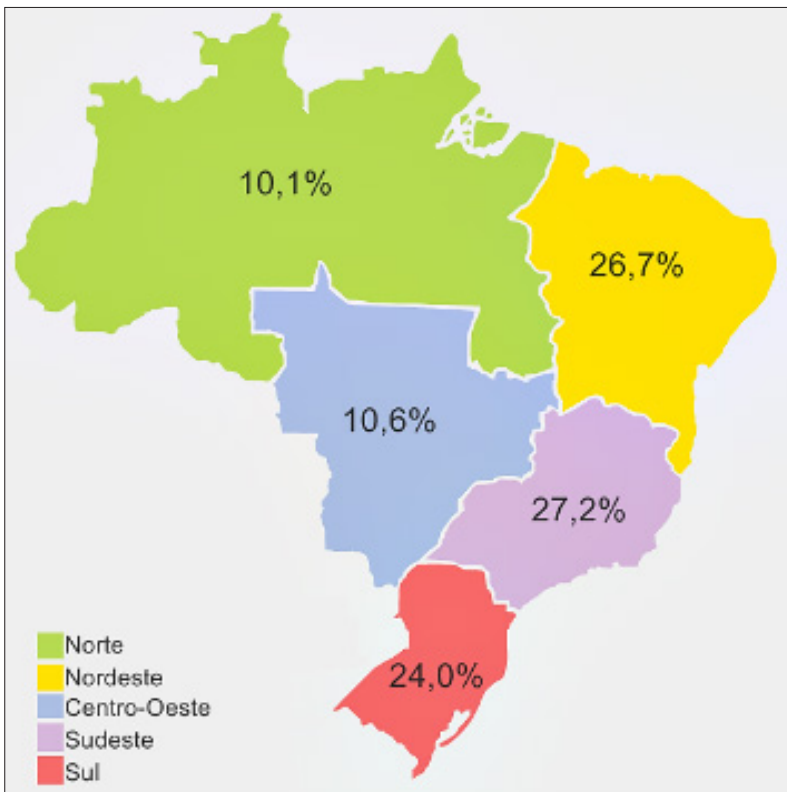 10,1%
26,7%
10,6%
27,2%
24,0%
Norte
Nordeste
Centro-Oeste
Sudeste
Sul